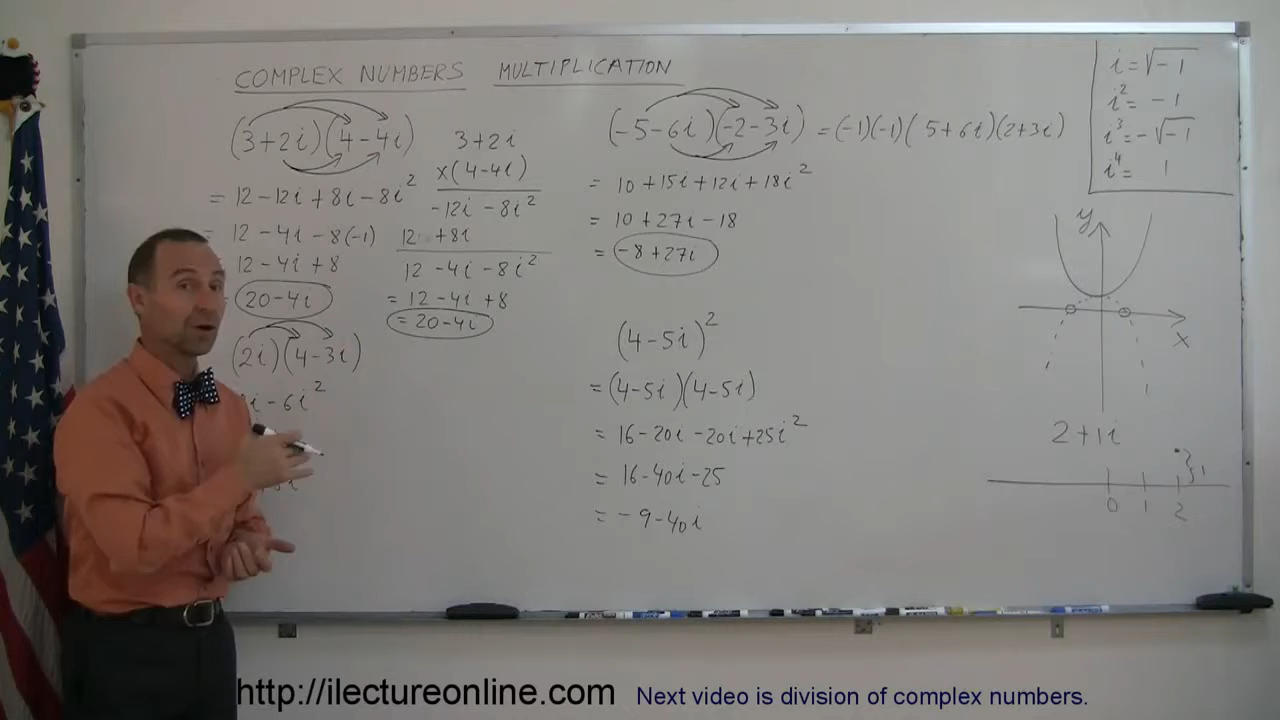 COMPLEX NUMBERS MULTIPLICATION
(3+2i)(4-4i)
= 12-12i+8i-8i²
= 12-4i-8(-1)
12-4i+8
20-4i
3+2i
x(4-4i)
-12i-8i²
12 +8i
12-4i-8i²
= 12-4i+8
= 20-4i
(2i)(4-3i)
i-6i²
(-5-6i)(-2-3i) = (-1)(-1)(5+6i)(2+3i)
= 10+15i+12i+18i²
= 10+27i-18
= -8+27i
(4-5i)²
= (4-5i)(4-5i)
= 16-20i-20i+25i²
= 16-40i-25
= -9-40i
i=√-1
i²= -1
i³=-√-1
i⁴= 1
y
x
2+1i
}1
0 1 2
http://ilectureonline.com Next video is division of complex numbers.